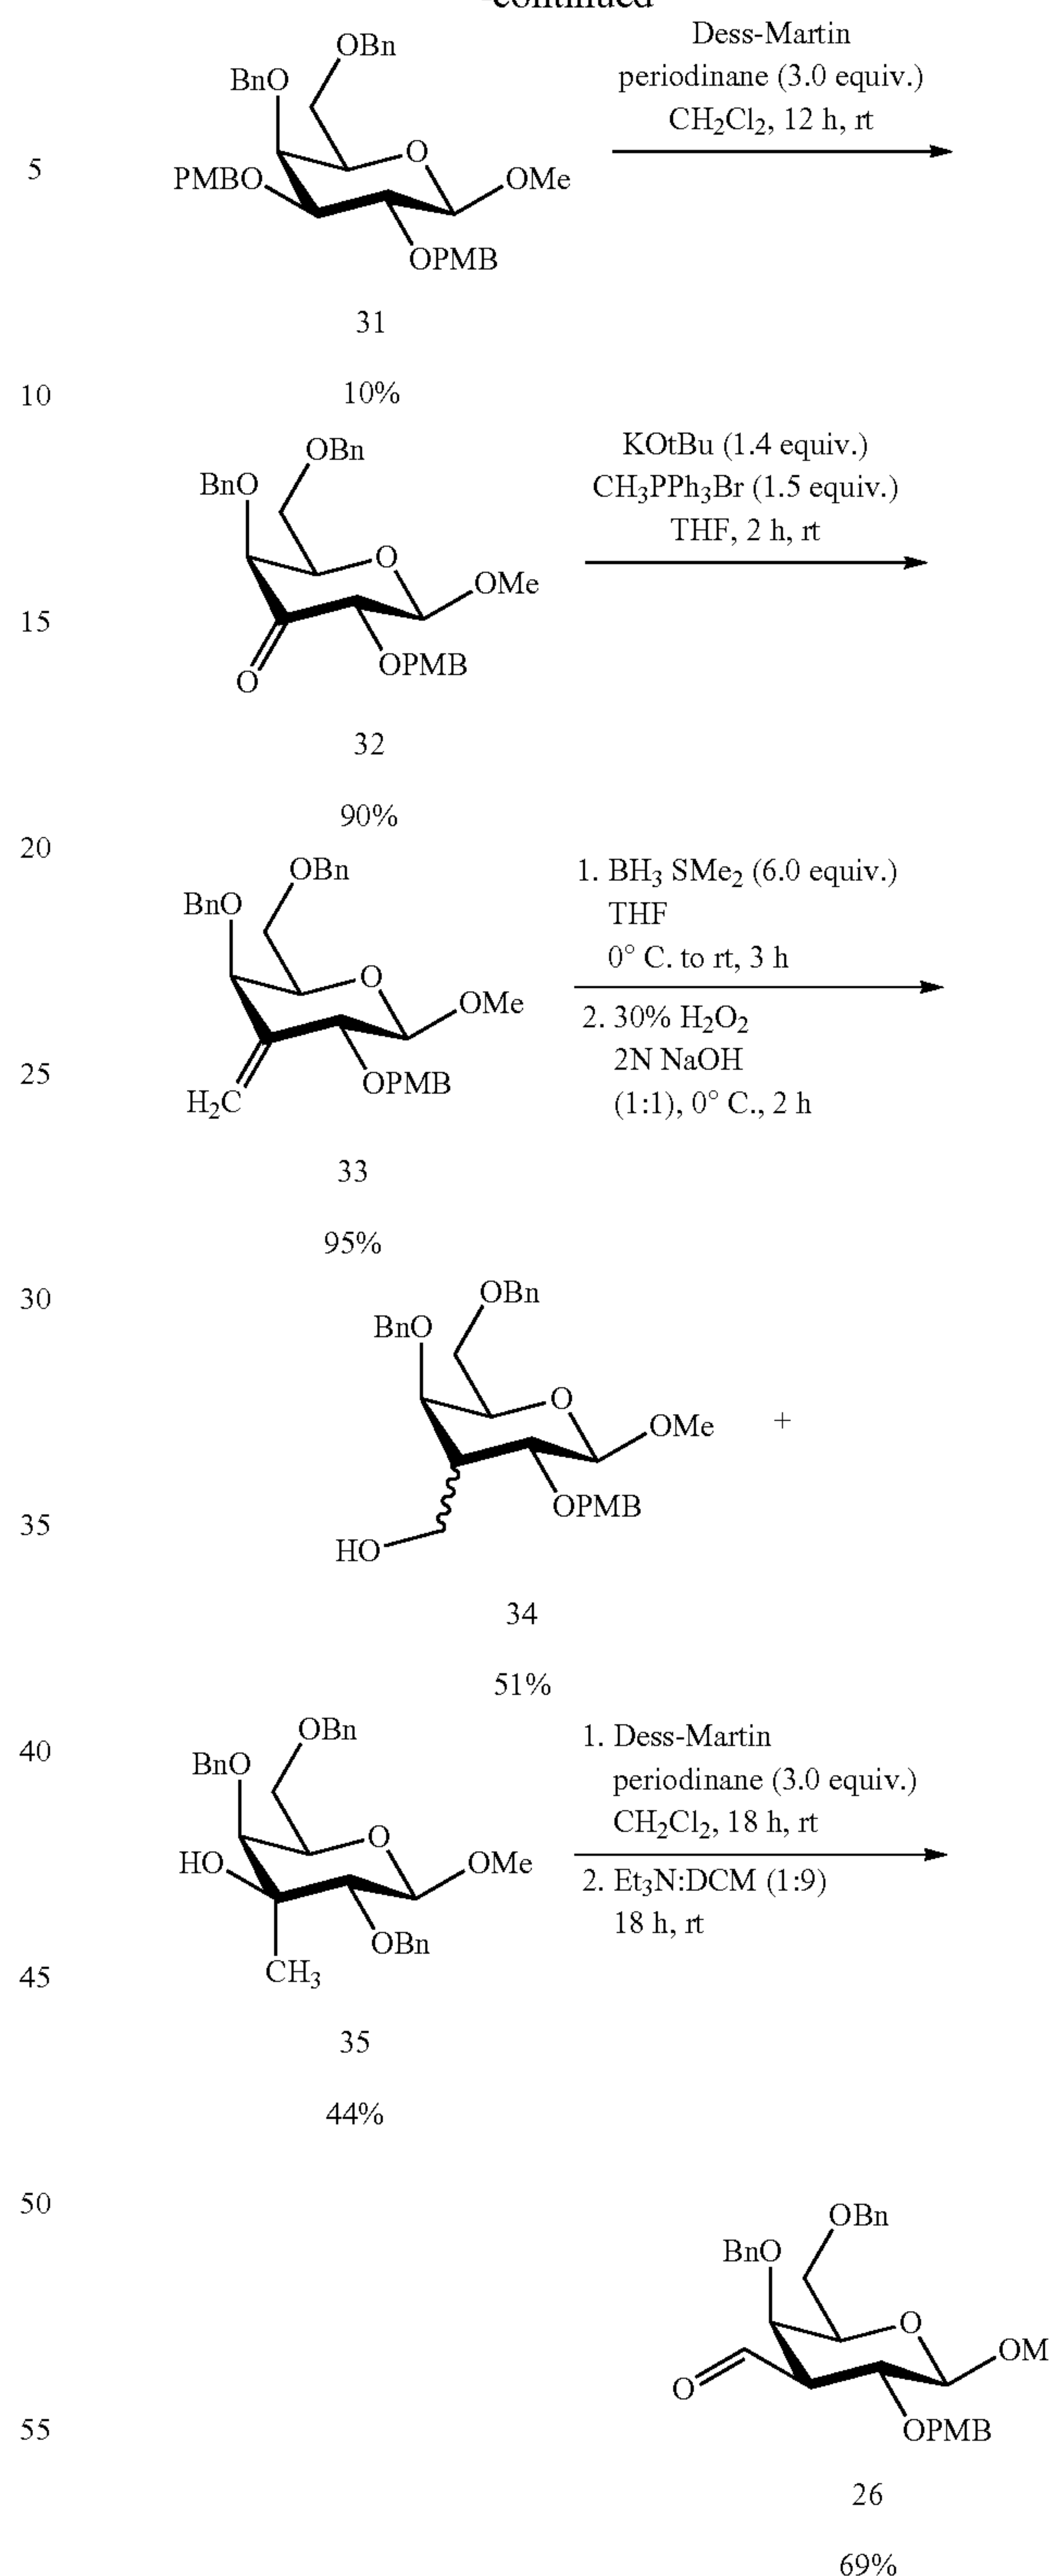 -continued
OBn
BnO
O
OMe
PMBO
OPMB
31
10%
Dess-Martin
periodinane (3.0 equiv.)
CH2Cl2, 12 h, rt
5
10
OBn
BnO
O
OMe
OPMB
O
32
90%
KOtBu (1.4 equiv.)
CH3PPh3Br (1.5 equiv.)
THF, 2 h, rt
15
20
OBn
BnO
O
OMe
OPMB
H2C
33
95%
1. BH3 SMe2 (6.0 equiv.)
THF
0° C. to rt, 3 h
2. 30% H2O2
2N NaOH
(1:1), 0° C., 2 h
25
30
OBn
BnO
O
OMe
+
OPMB
HO
34
51%
35
40
OBn
BnO
O
HO
OMe
OBn
CH3
35
44%
1. Dess-Martin
periodinane (3.0 equiv.)
CH2Cl2, 18 h, rt
2. Et3N:DCM (1:9)
18 h, rt
45
50
OBn
BnO
O
OM
O
OPMB
26
69%
55